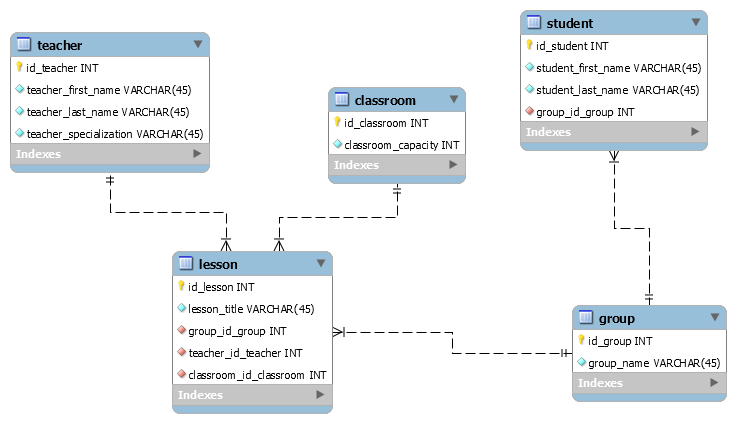 teacher
id_teacher INT
teacher_first_name VARCHAR(45)
teacher_last_name VARCHAR(45)
teacher_specialization VARCHAR(45)
Indexes
classroom
id_classroom INT
classroom_capacity INT
Indexes
student
id_student INT
student_first_name VARCHAR(45)
student_last_name VARCHAR(45)
group_id_group INT
Indexes
lesson
id_lesson INT
lesson_title VARCHAR(45)
group_id_group INT
teacher_id_teacher INT
classroom_id_classroom INT
Indexes
group
id_group INT
group_name VARCHAR(45)
Indexes